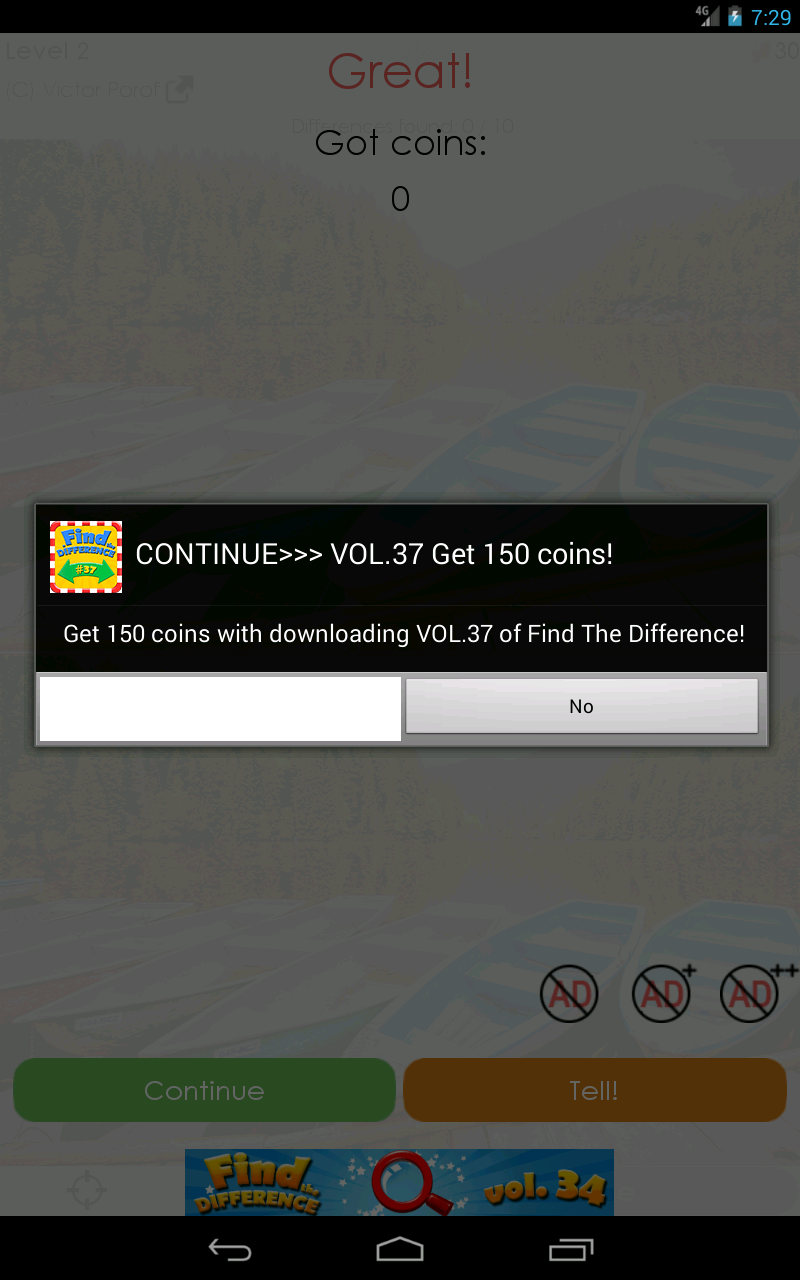 4G 7:29
Level 2
30
Great!
(C) Victor
Differences found: 0 / 10
Got coins:
0
Find the DIFFERENCE #37
CONTINUE>>> VOL.37 Get 150 coins!
Get 150 coins with downloading VOL.37 of Find The Difference!
No
AD AD+ AD++
Continue
Tell!
Find the DIFFERENCE vol. 34